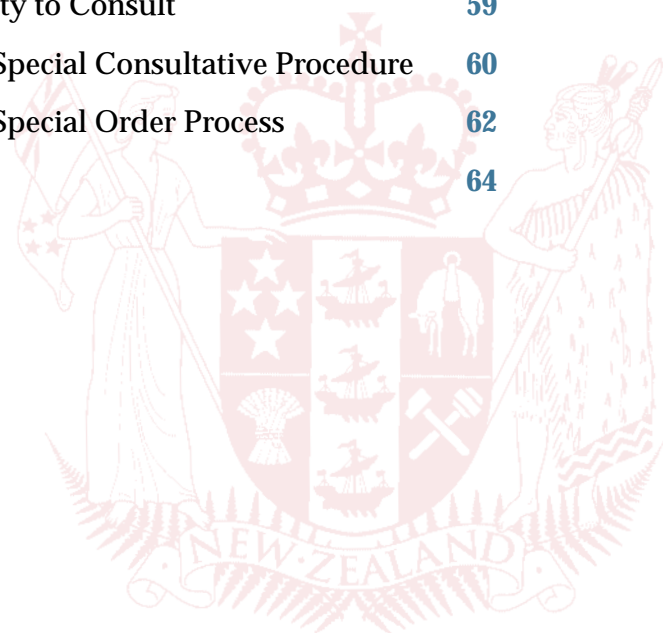 ty to Consult 59
Special Consultative Procedure 60
Special Order Process 62
64
NEW·ZEALAND